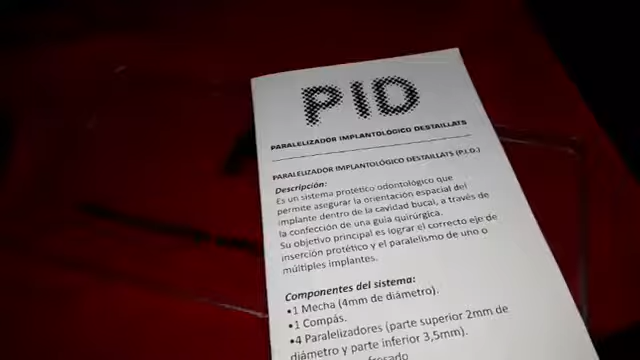 PID
PARALELIZADOR IMPLANTOLÓGICO DESTAILLATS
PARALELIZADOR IMPLANTOLÓGICO DESTAILLATS (P.I.D.)
Descripción:
Es un sistema protético odontológico que
permite asegurar la orientación espacial del
implante dentro de la cavidad bucal, a través de
la confección de una guía quirúrgica.
Su objetivo principal es lograr el correcto eje de
inserción protético y el paralelismo de uno o
múltiples implantes.
Componentes del sistema:
•1 Mecha (4mm de diámetro).
•1 Compás.
•4 Paralelizadores (parte superior 2mm de
diámetro y parte inferior 3,5mm).
fresado